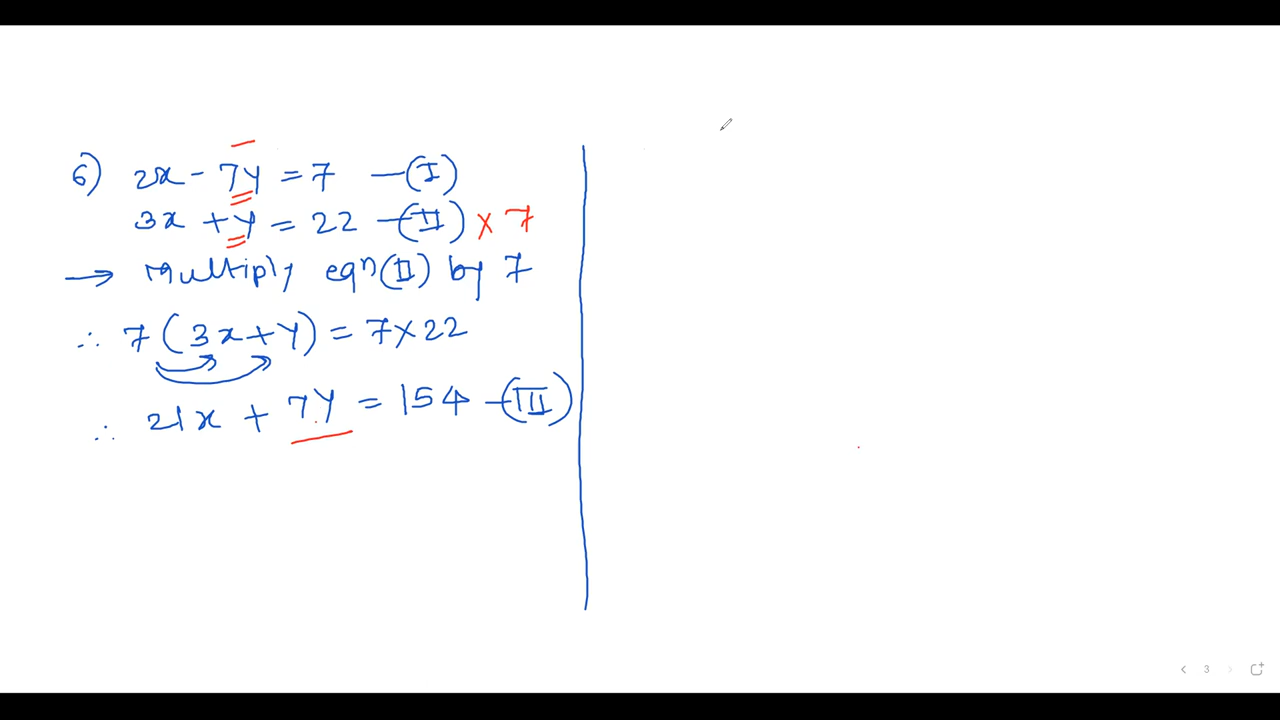 6) 2x - 7y = 7 —(I)
3x + y = 22 —(II) × 7
→ Multiply eqn(II) by 7
∴ 7(3x+y) = 7×22
∴ 21x + 7y = 154 —(III)
3